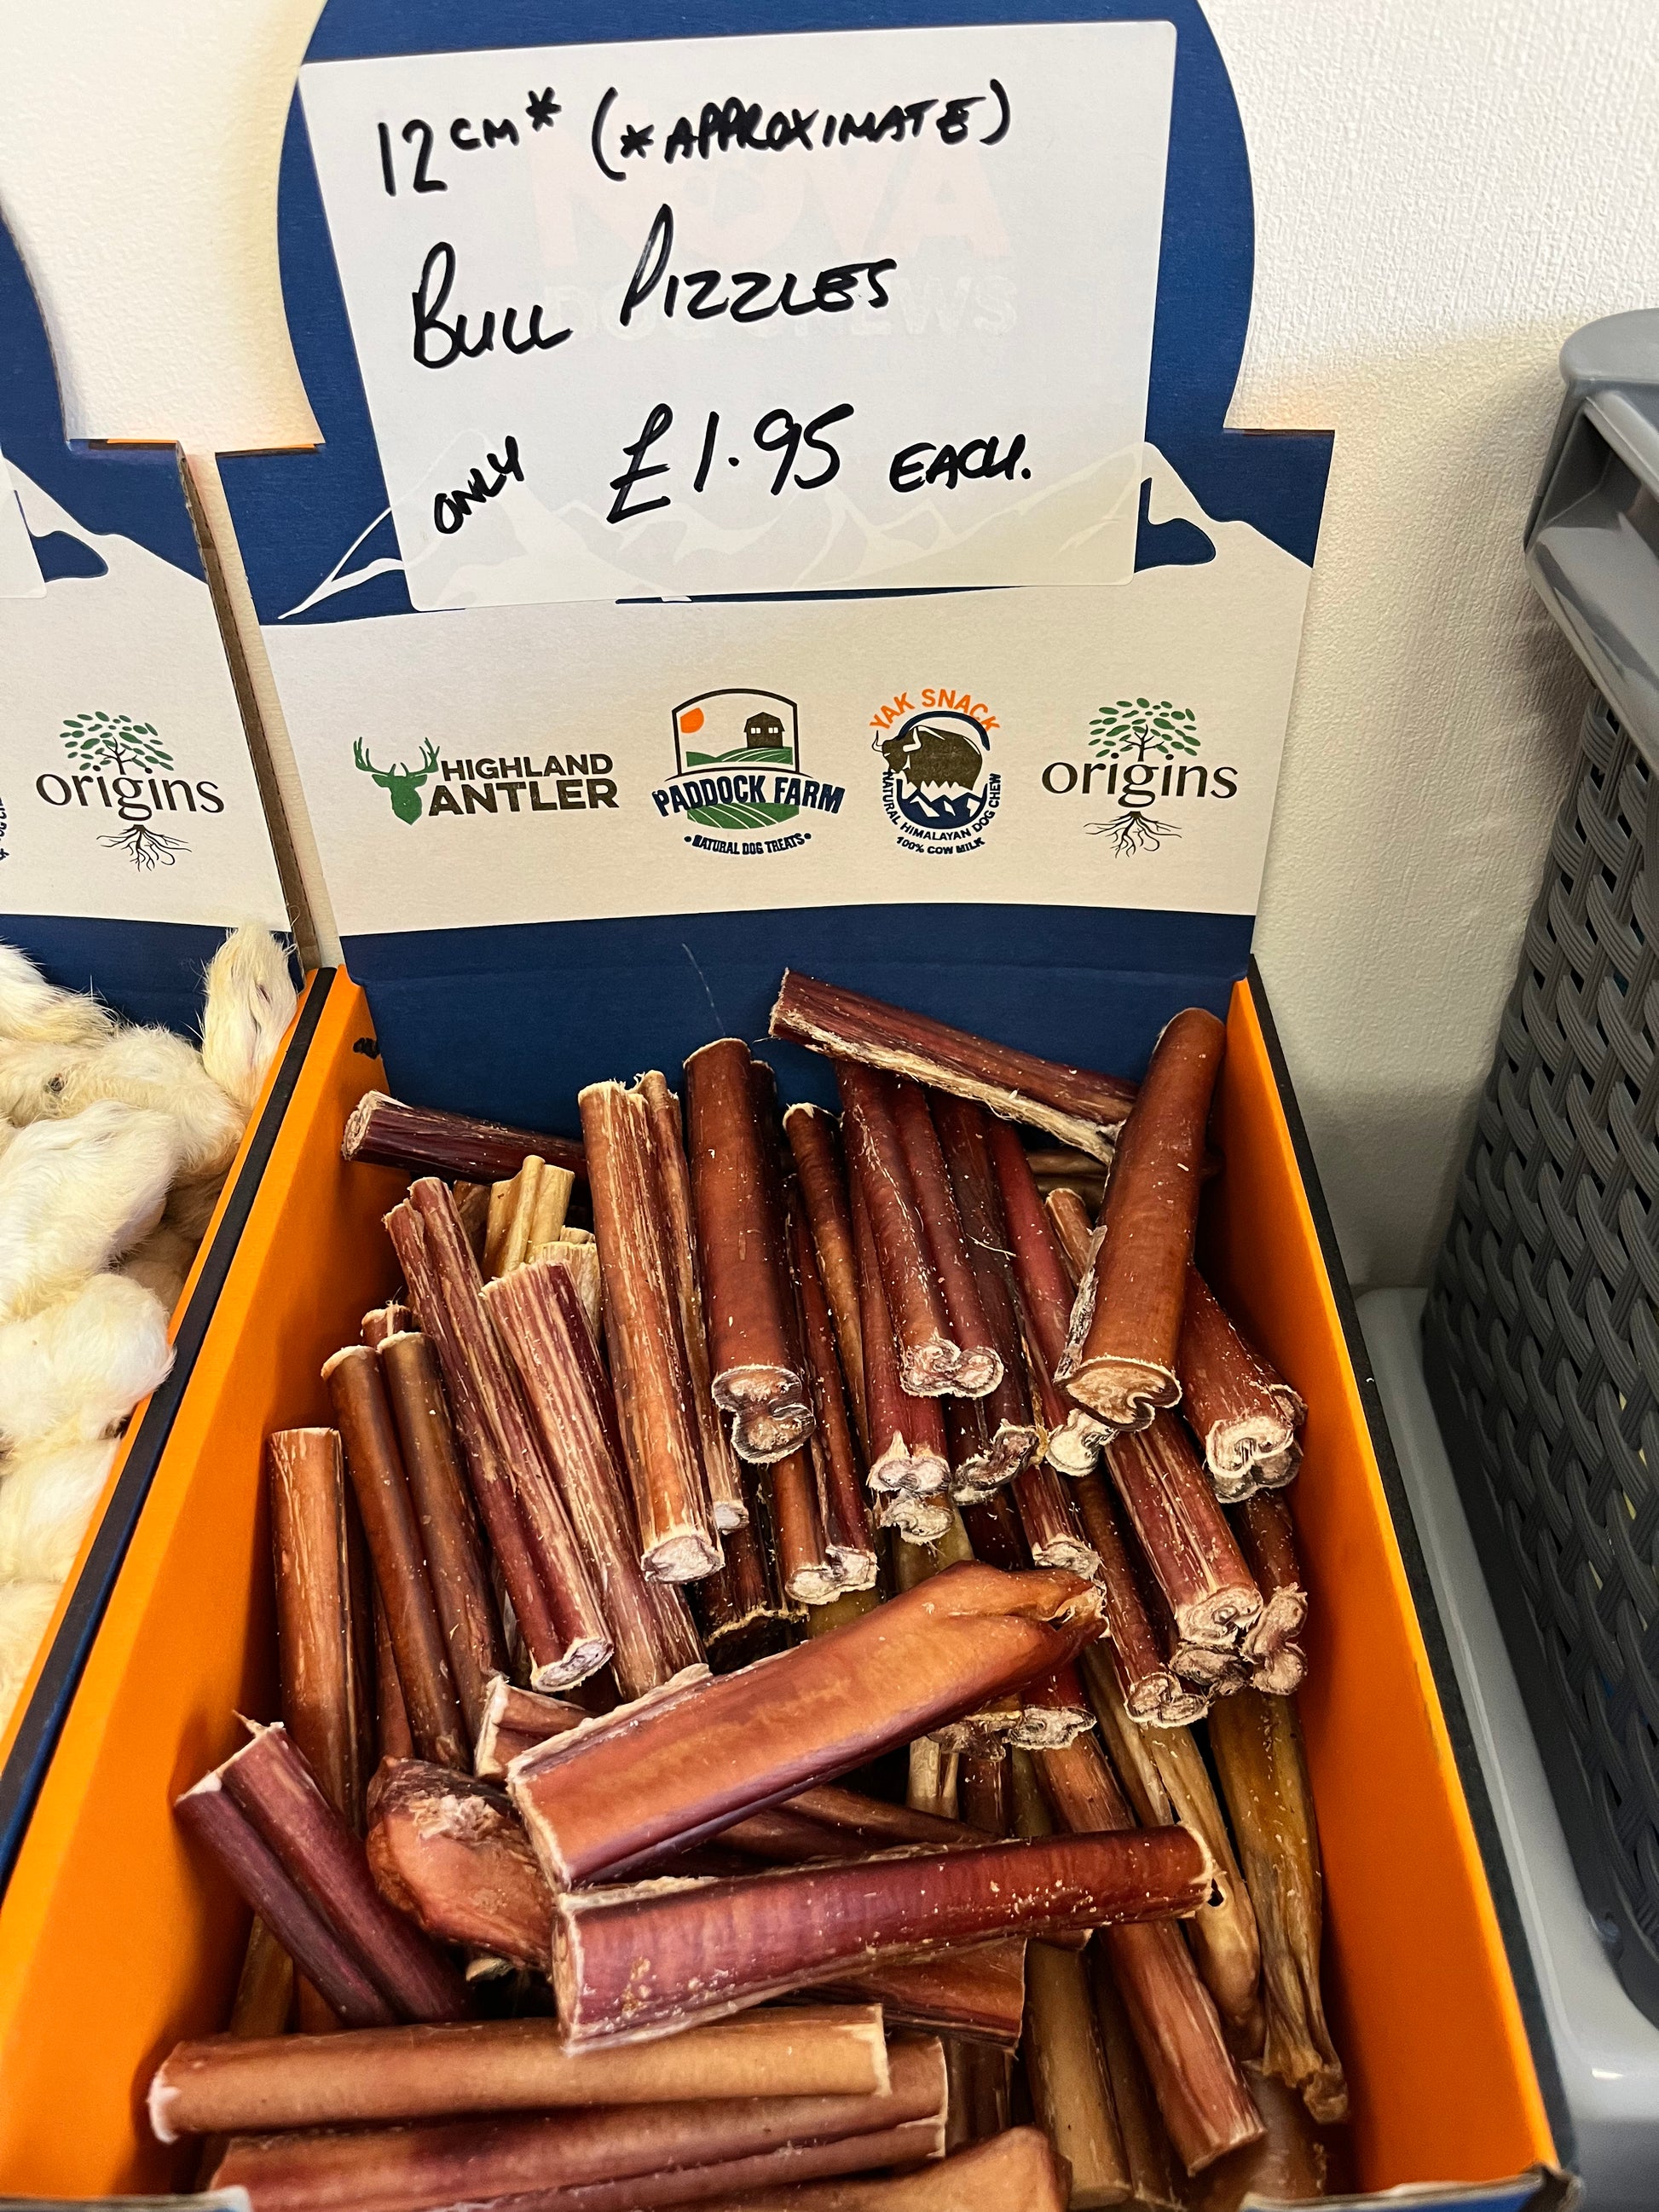 12cm* (*APPROXIMATE)
BULL PIZZLES
ONLY £1.95 EACH.
NOVA
HIGHLAND
ANTLER
PADDOCK FARM
•NATURAL DOG TREATS•
YAK SNACK
NATURAL HIMALAYAN DOG CHEW
100% COW MILK
origins
origins